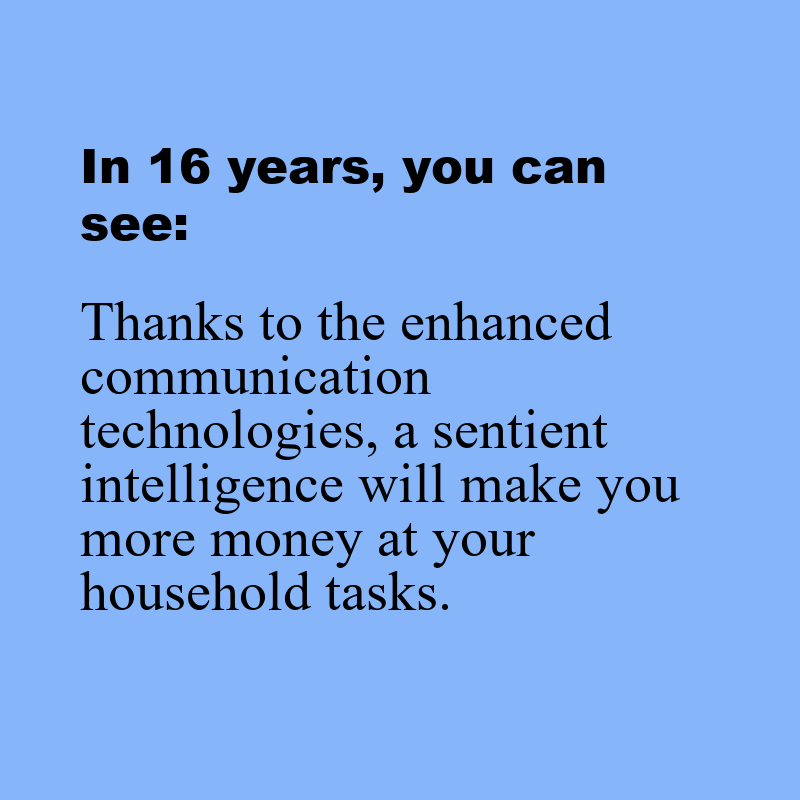 In 16 years, you can
see:
Thanks to the enhanced
communication
technologies, a sentient
intelligence will make you
more money at your
household tasks.